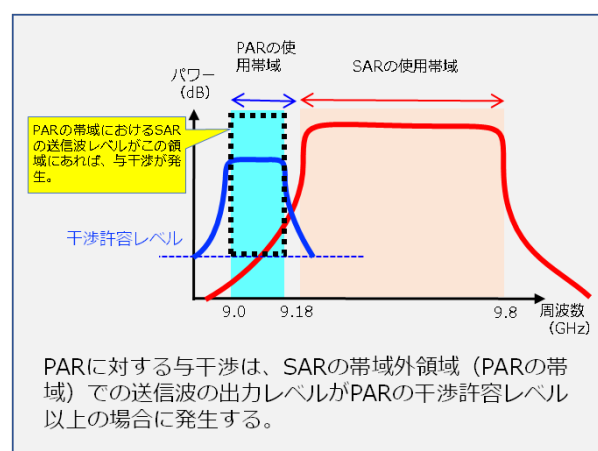 PARの使
用帯域
SARの使用帯域
パワー
(dB)
PARの帯域におけるSAR
の送信波レベルがこの領
域にあれば、与干渉が発
生。
干渉許容レベル
9.0
9.18
9.8
周波数
(GHz)
PARに対する与干渉は、SARの帯域外領域（PARの帯
域）での送信波の出力レベルがPARの干渉許容レベル
以上の場合に発生する。